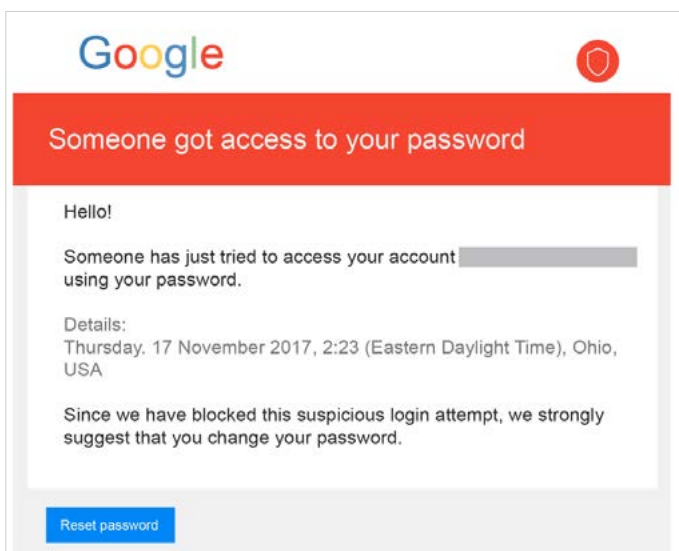 Google
Someone got access to your password
Hello!
Someone has just tried to access your account
using your password.
Details:
Thursday. 17 November 2017, 2:23 (Eastern Daylight Time), Ohio,
USA
Since we have blocked this suspicious login attempt, we strongly
suggest that you change your password.
Reset password